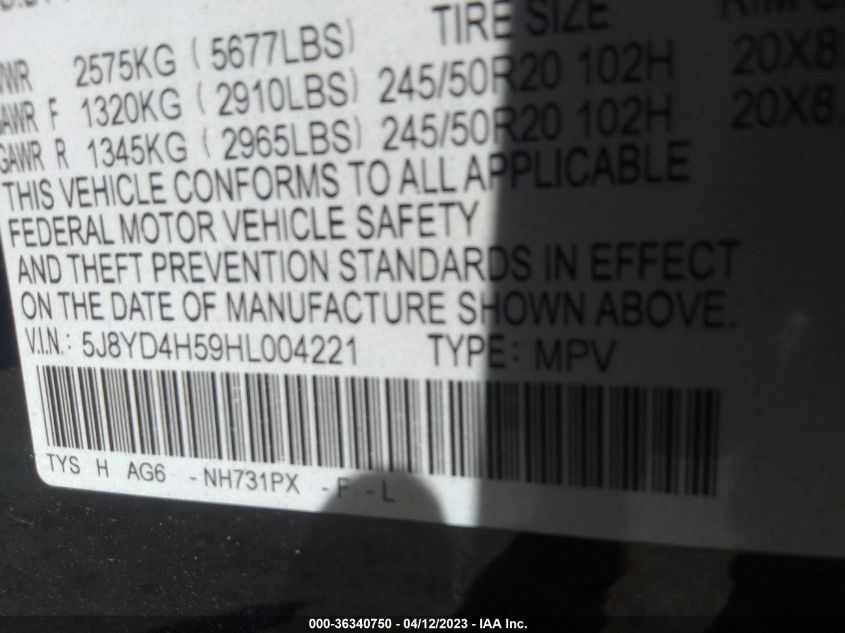 TIRE SIZE
2575KG (5677LBS)
F 1320KG (2910LBS) 245/50R20 102H 20X8
GAWR R 1345KG (2965LBS) 245/50R20 102H 20X8
THIS VEHICLE CONFORMS TO ALL APPLICABLE
FEDERAL MOTOR VEHICLE SAFETY
AND THEFT PREVENTION STANDARDS IN EFFECT
ON THE DATE OF MANUFACTURE SHOWN ABOVE.
V.I.N.: 5J8YD4H59HL004221 TYPE: MPV
TYS H AG6 -NH731PX -F -L
000-36340750 - 04/12/2023 - IAA Inc.